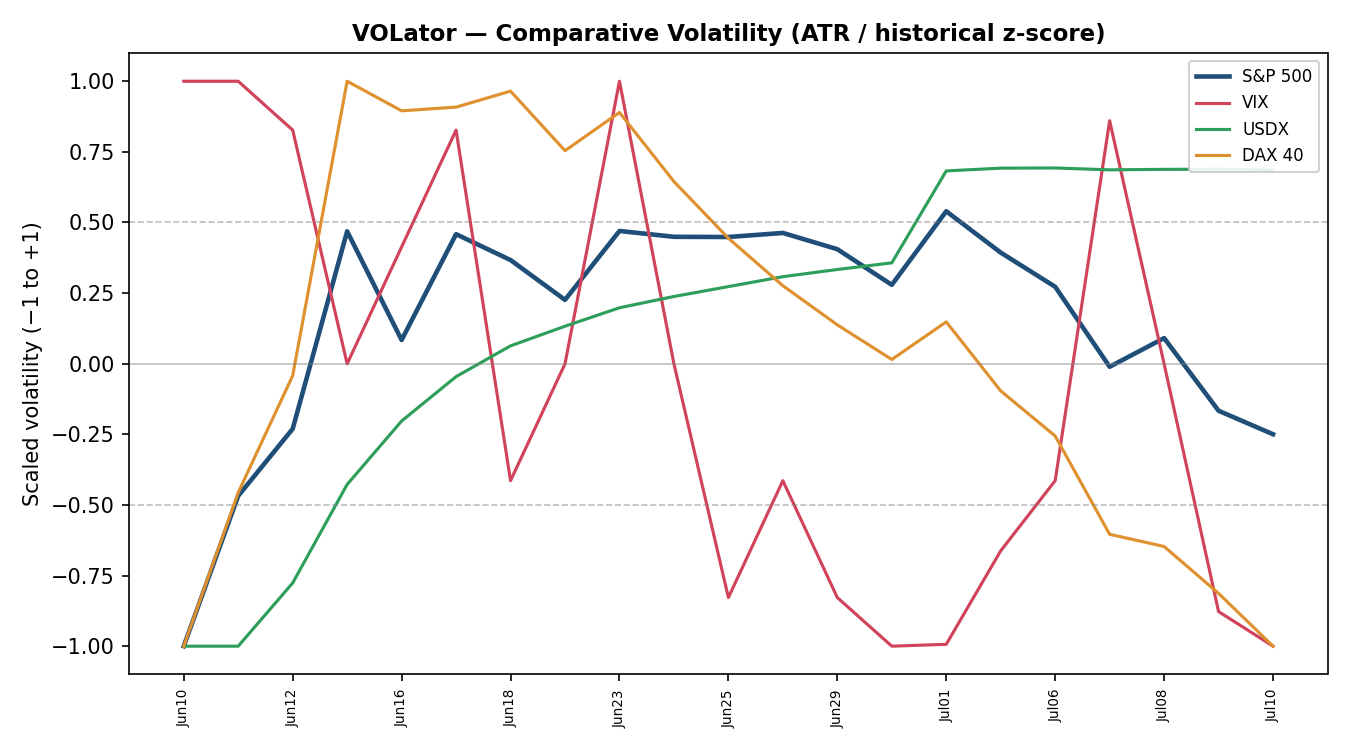 VOLator — Comparative Volatility (ATR / historical z-score)
S&P 500
VIX
USDX
DAX 40
Scaled volatility (−1 to +1)
1.00
0.75
0.50
0.25
0.00
−0.25
−0.50
−0.75
−1.00
Jun10
Jun12
Jun16
Jun18
Jun23
Jun25
Jun29
Jul01
Jul06
Jul08
Jul10